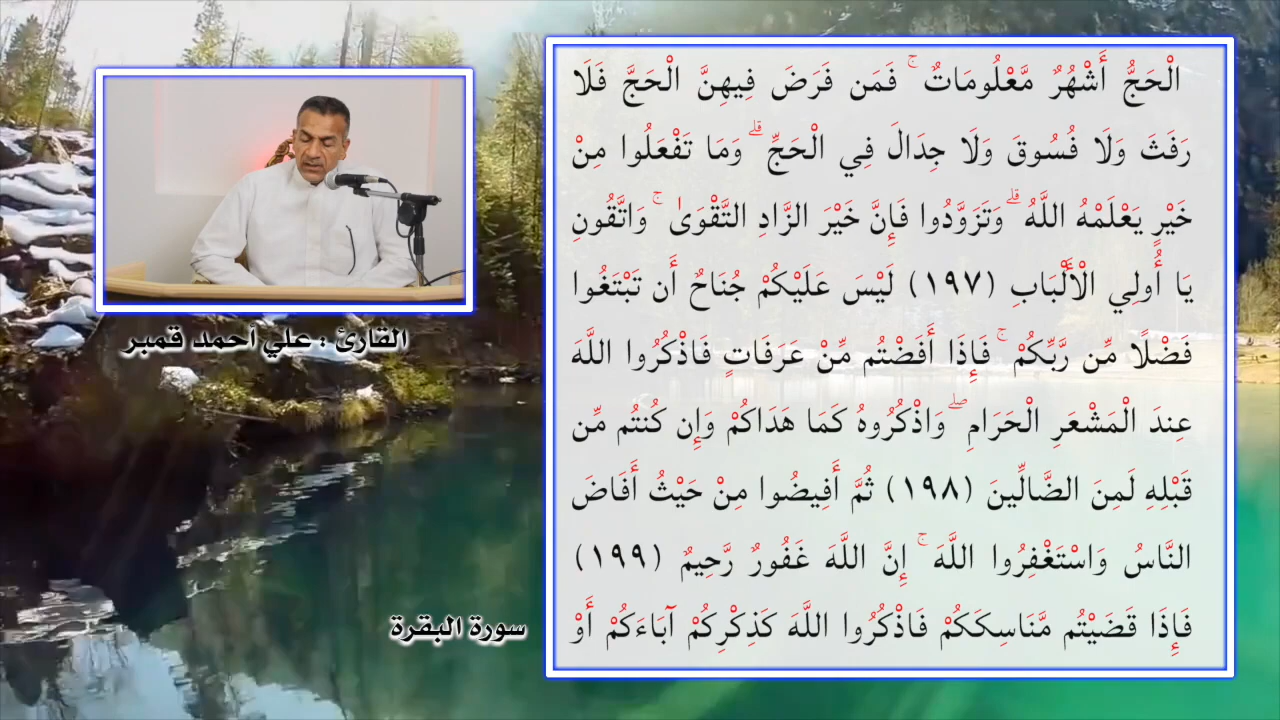 الْحَجُّ أَشْهُرٌ مَّعْلُومَاتٌ ۚ فَمَن فَرَضَ فِيهِنَّ الْحَجَّ فَلَا
رَفَثَ وَلَا فُسُوقَ وَلَا جِدَالَ فِي الْحَجِّ ۗ وَمَا تَفْعَلُوا مِنْ
خَيْرٍ يَعْلَمْهُ اللَّهُ ۗ وَتَزَوَّدُوا فَإِنَّ خَيْرَ الزَّادِ التَّقْوَىٰ ۚ وَاتَّقُونِ
يَا أُولِي الْأَلْبَابِ (١٩٧) لَيْسَ عَلَيْكُمْ جُنَاحٌ أَن تَبْتَغُوا
فَضْلًا مِّن رَّبِّكُمْ ۚ فَإِذَا أَفَضْتُم مِّنْ عَرَفَاتٍ فَاذْكُرُوا اللَّهَ
عِندَ الْمَشْعَرِ الْحَرَامِ ۖ وَاذْكُرُوهُ كَمَا هَدَاكُمْ وَإِن كُنتُم مِّن
قَبْلِهِ لَمِنَ الضَّالِّينَ (١٩٨) ثُمَّ أَفِيضُوا مِنْ حَيْثُ أَفَاضَ
النَّاسُ وَاسْتَغْفِرُوا اللَّهَ ۚ إِنَّ اللَّهَ غَفُورٌ رَّحِيمٌ (١٩٩)
فَإِذَا قَضَيْتُم مَّنَاسِكَكُمْ فَاذْكُرُوا اللَّهَ كَذِكْرِكُمْ آبَاءَكُمْ أَوْ
القارئ : علي أحمد قمبر
سورة البقرة